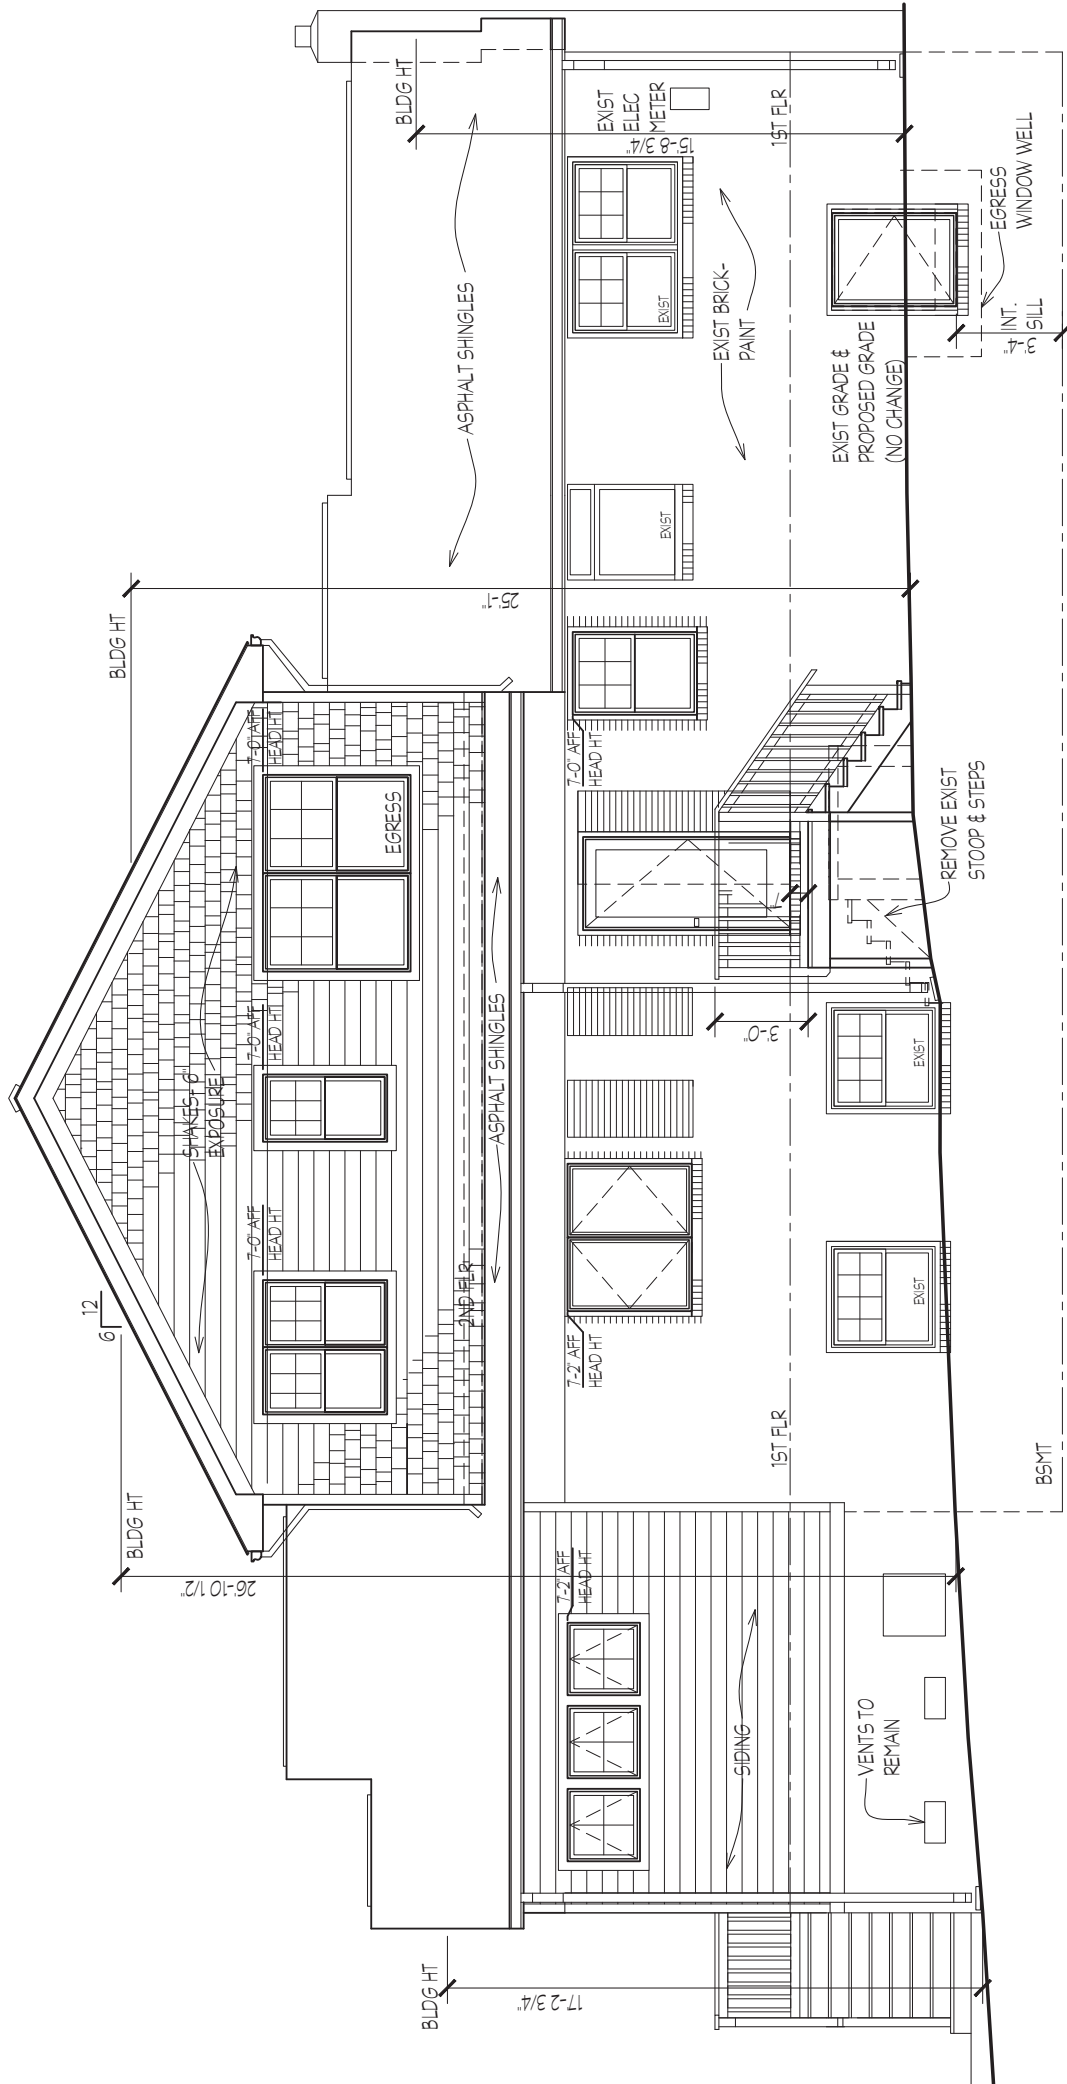 BLDG HT
17'-2 3/4"
BLDG HT
26'-10 1/2"
6
12
SHAKES- 6"
EXPOSURE
7'-0" AFF
HEAD HT
7'-0" AFF
HEAD HT
7'-0" AFF
HEAD HT
EGRESS
2ND FLR
ASPHALT SHINGLES
BLDG HT
25'-1"
ASPHALT SHINGLES
BLDG HT
15'-8 3/4"
7'-2" AFF
HEAD HT
SIDING
VENTS TO
REMAIN
7'-2" AFF
HEAD HT
1ST FLR
BSMT
EXIST
EXIST
3'-0"
REMOVE EXIST
STOOP & STEPS
7'-0" AFF
HEAD HT
EXIST
EXIST BRICK-
PAINT
EXIST
EXIST
ELEC
METER
1ST FLR
EXIST GRADE &
PROPOSED GRADE
(NO CHANGE)
3'-4"
INT.
SILL
EGRESS
WINDOW WELL